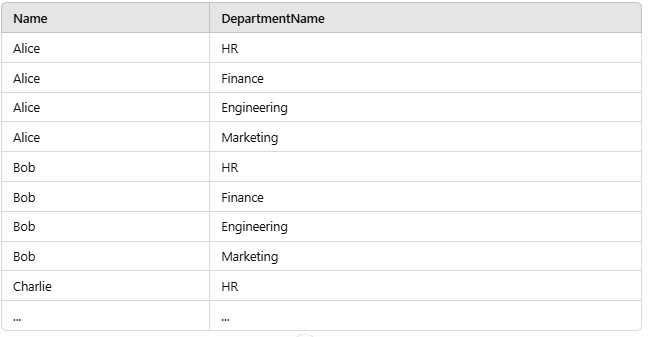 Name DepartmentName
Alice HR
Alice Finance
Alice Engineering
Alice Marketing
Bob HR
Bob Finance
Bob Engineering
Bob Marketing
Charlie HR
... ...